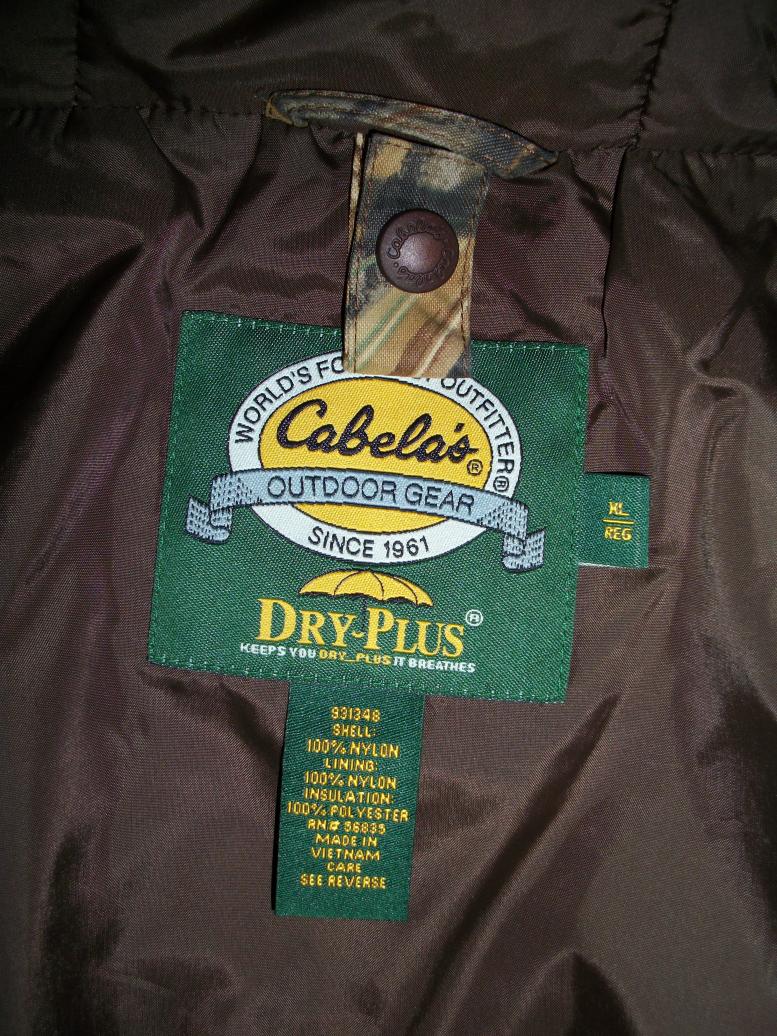 WORLD'S FO
OUTFITTER®
Cabela's®
OUTDOOR GEAR
SINCE 1961
XL
REG
DRY-PLUS®
KEEPS YOU DRY...PLUS IT BREATHES
931348
SHELL:
100% NYLON
LINING:
100% NYLON
INSULATION:
100% POLYESTER
RN# 56835
MADE IN
VIETNAM
CARE
SEE REVERSE